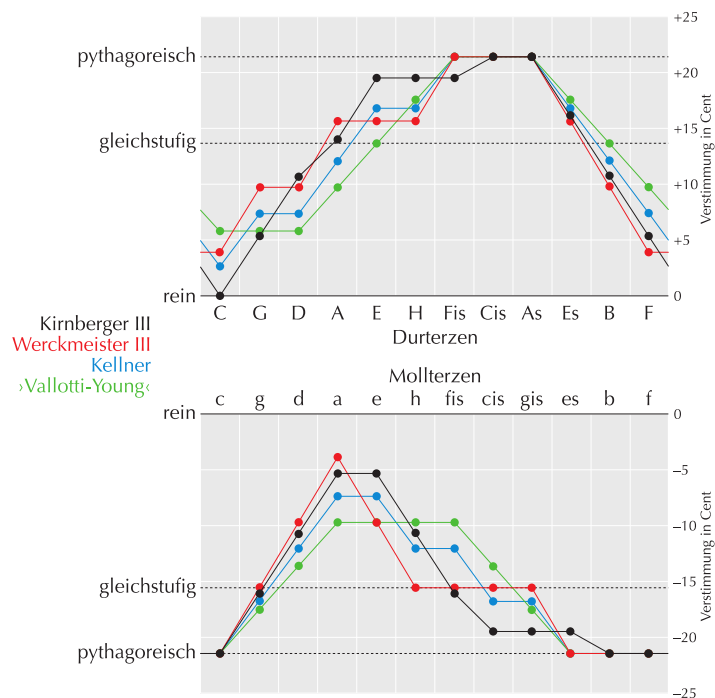 +25
pythagoreisch
+20
gleichstufig
+15
+10
+5
rein
0
Verstimmung in Cent
C G D A E H Fis Cis As Es B F
Durterzen
Kirnberger III
Werckmeister III
Kellner
›Vallotti-Young‹
Mollterzen
c g d a e h fis cis gis es b f
rein
0
–5
–10
gleichstufig
–15
–20
pythagoreisch
–25
Verstimmung in Cent